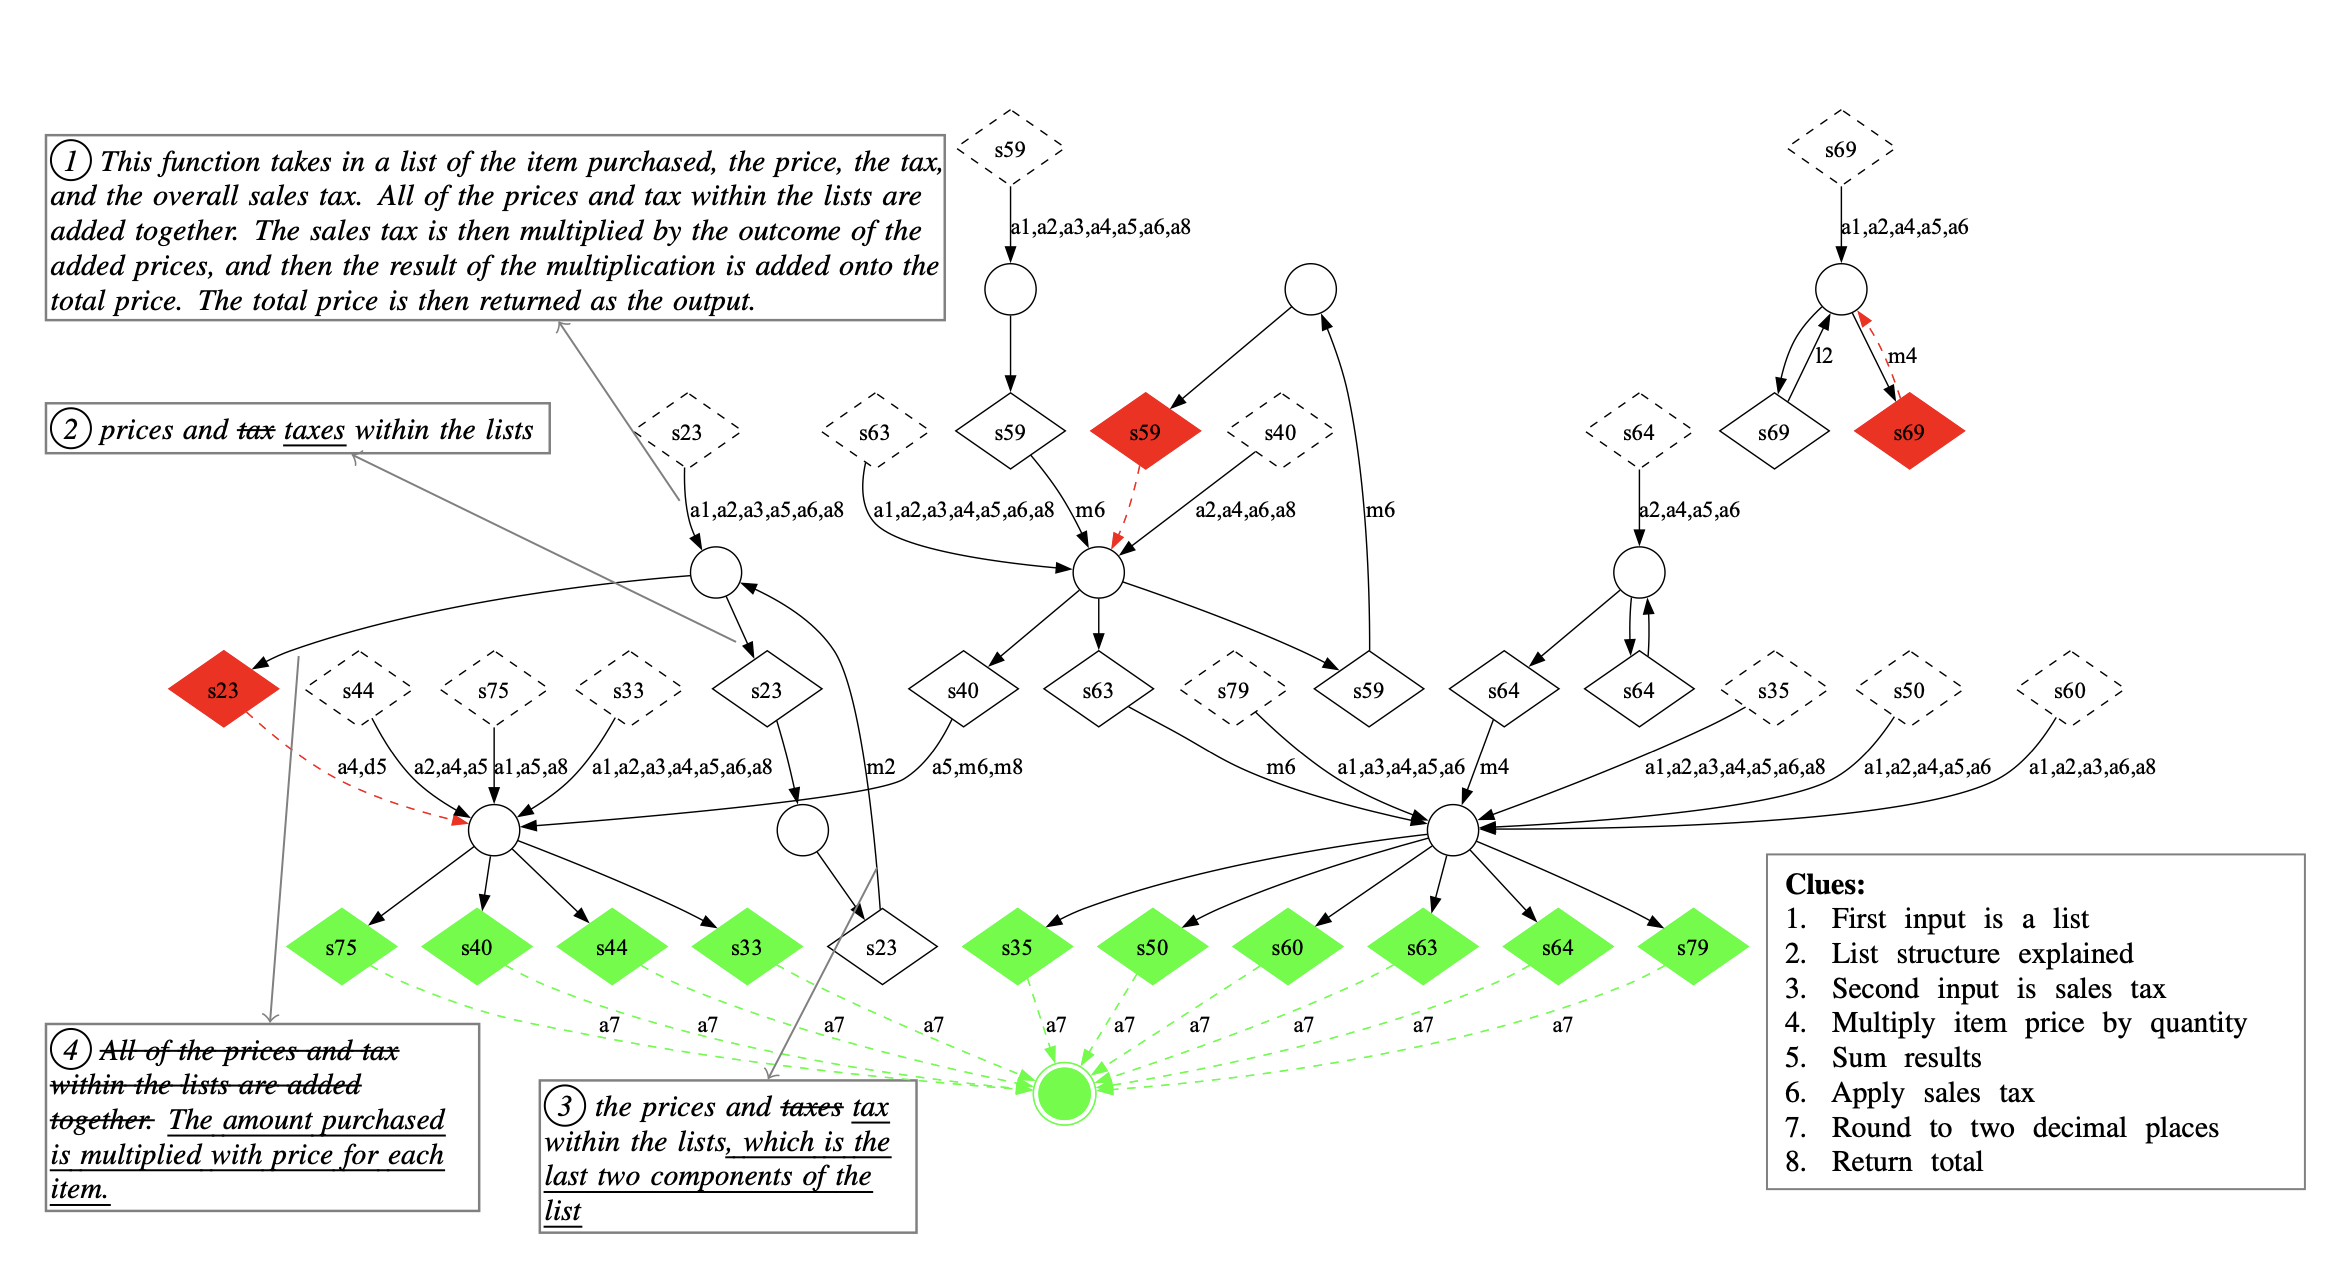 s59
s69
① This function takes in a list of the item purchased, the price, the tax,
and the overall sales tax. All of the prices and tax within the lists are
added together. The sales tax is then multiplied by the outcome of the
added prices, and then the result of the multiplication is added onto the
total price. The total price is then returned as the output.
a1,a2,a3,a4,a5,a6,a8
a1,a2,a4,a5,a6
l2
m4
② prices and tax taxes within the lists
s23
s63
s59
s59
s40
s64
s69
s69
a1,a2,a3,a5,a6,a8
a1,a2,a3,a4,a5,a6,a8
m6
a2,a4,a6,a8
m6
a2,a4,a5,a6
s23
s44
s75
s33
s23
s40
s63
s79
s59
s64
s64
s35
s50
s60
a4,d5
a2,a4,a5
a1,a5,a8
a1,a2,a3,a4,a5,a6,a8
m2
a5,m6,m8
m6
a1,a3,a4,a5,a6
m4
a1,a2,a3,a4,a5,a6,a8
a1,a2,a4,a5,a6
a1,a2,a3,a6,a8
s75
s40
s44
s33
s23
s35
s50
s60
s63
s64
s79
a7
a7
a7
a7
a7
a7
a7
a7
a7
a7
④ All of the prices and tax
within the lists are added
together. The amount purchased
is multiplied with price for each
item.
③ the prices and taxes tax
within the lists, which is the
last two components of the
list
Clues:
1. First input is a list
2. List structure explained
3. Second input is sales tax
4. Multiply item price by quantity
5. Sum results
6. Apply sales tax
7. Round to two decimal places
8. Return total